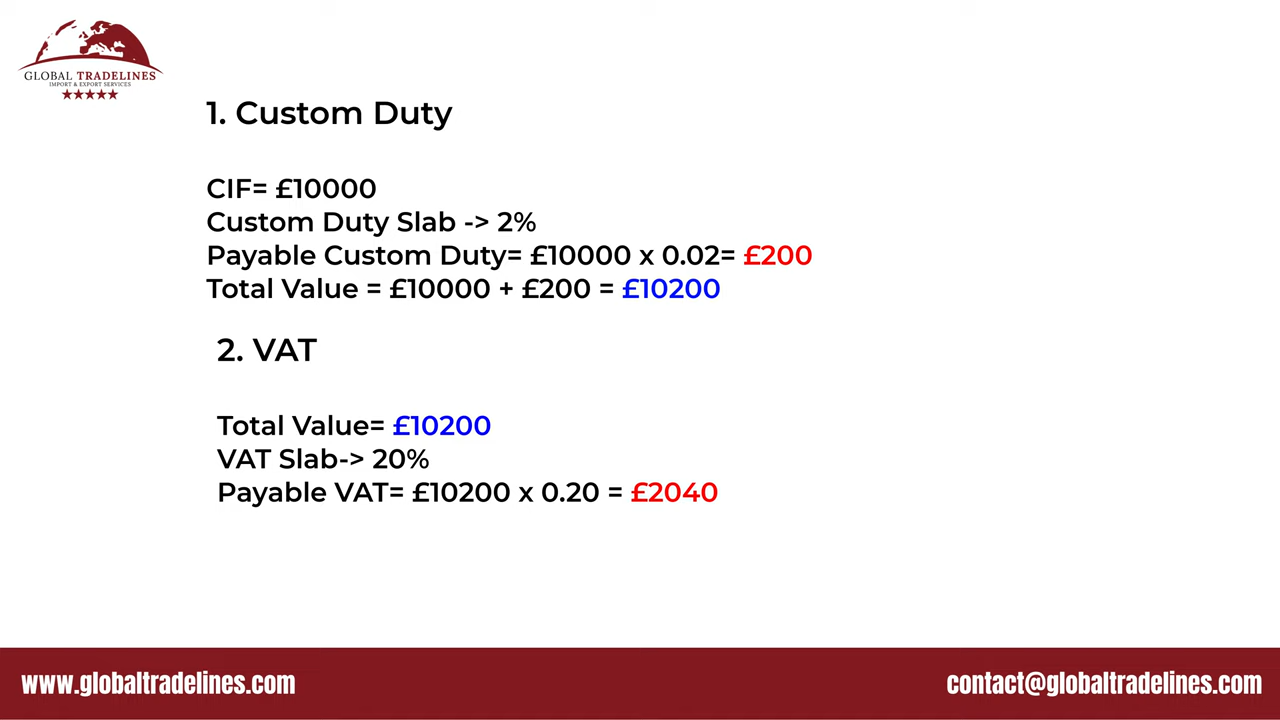 GLOBAL TRADELINES
IMPORT & EXPORT SERVICES
1. Custom Duty
CIF= £10000
Custom Duty Slab -> 2%
Payable Custom Duty= £10000 x 0.02= £200
Total Value = £10000 + £200 = £10200
2. VAT
Total Value= £10200
VAT Slab-> 20%
Payable VAT= £10200 x 0.20 = £2040
www.globaltradelines.com
contact@globaltradelines.com